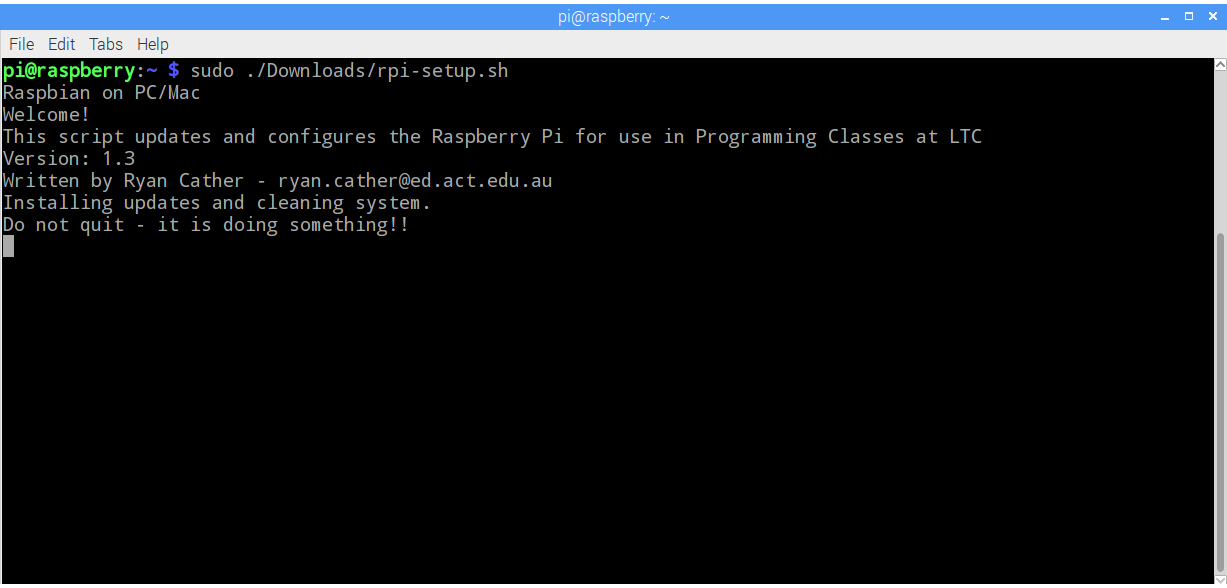 pi@raspberry: ~
File Edit Tabs Help
pi@raspberry:~ $ sudo ./Downloads/rpi-setup.sh
Raspbian on PC/Mac
Welcome!
This script updates and configures the Raspberry Pi for use in Programming Classes at LTC
Version: 1.3
Written by Ryan Cather - ryan.cather@ed.act.edu.au
Installing updates and cleaning system.
Do not quit - it is doing something!!